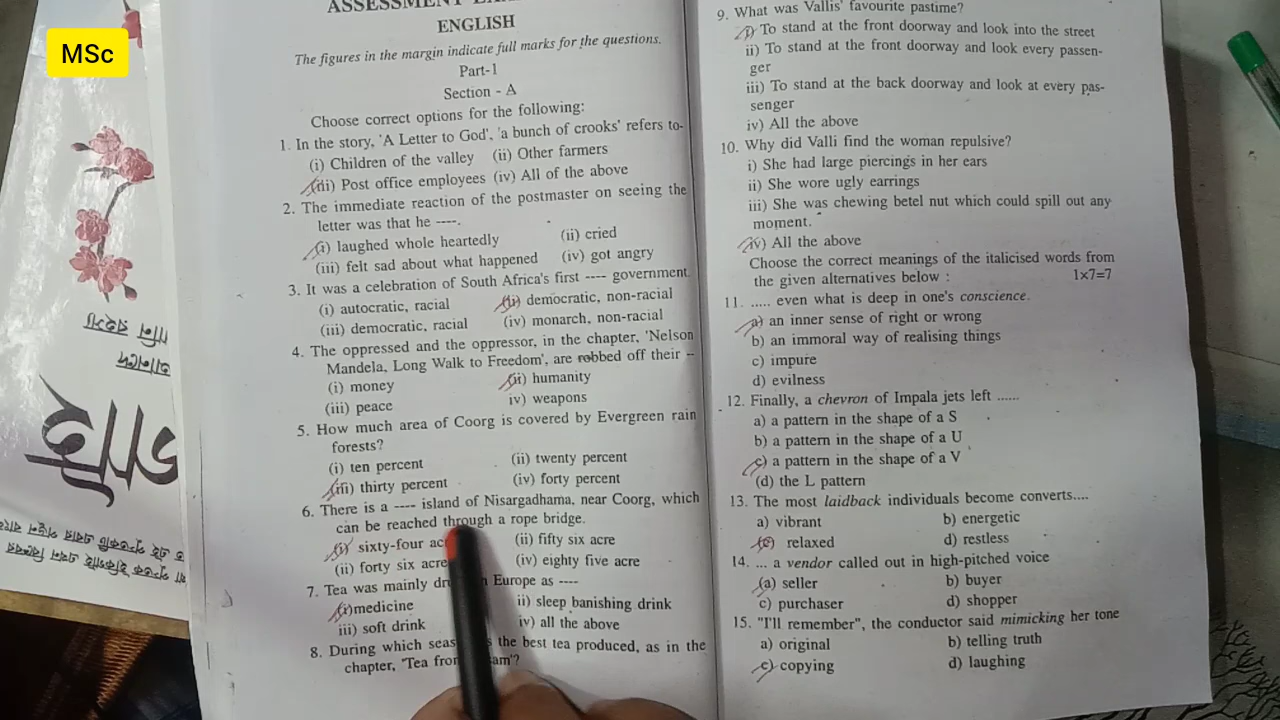 MSc
ENGLISH
The figures in the margin indicate full marks for the questions.
Part-1
Section - A
Choose correct options for the following:
1. In the story, 'A Letter to God', 'a bunch of crooks' refers to-
(i) Children of the valley (ii) Other farmers
(iii) Post office employees (iv) All of the above
2. The immediate reaction of the postmaster on seeing the
letter was that he ----.
(i) laughed whole heartedly (ii) cried
(iii) felt sad about what happened (iv) got angry
3. It was a celebration of South Africa's first ---- government.
(i) autocratic, racial (ii) democratic, non-racial
(iii) democratic, racial (iv) monarch, non-racial
4. The oppressed and the oppressor, in the chapter, 'Nelson
Mandela, Long Walk to Freedom', are robbed off their --
(i) money (ii) humanity
(iii) peace iv) weapons
5. How much area of Coorg is covered by Evergreen rain
forests?
(i) ten percent (ii) twenty percent
(iii) thirty percent (iv) forty percent
6. There is a ---- island of Nisargadhama, near Coorg, which
can be reached through a rope bridge.
(i) sixty-four (ii) fifty six acre
(ii) forty six acre (iv) eighty five acre
7. Tea was mainly Europe as ----
(i)medicine ii) sleep banishing drink
iii) soft drink iv) all the above
8. During which the best tea produced, as in the
chapter, 'Tea
9. What was Vallis' favourite pastime?
i) To stand at the front doorway and look into the street
ii) To stand at the front doorway and look every passen-
ger
iii) To stand at the back doorway and look at every pas-
senger
iv) All the above
10. Why did Valli find the woman repulsive?
i) She had large piercings in her ears
ii) She wore ugly earrings
iii) She was chewing betel nut which could spill out any
moment.
iv) All the above
Choose the correct meanings of the italicised words from
the given alternatives below : 1x7=7
11. ..... even what is deep in one's conscience.
a) an inner sense of right or wrong
b) an immoral way of realising things
c) impure
d) evilness
12. Finally, a chevron of Impala jets left ......
a) a pattern in the shape of a S
b) a pattern in the shape of a U
c) a pattern in the shape of a V
(d) the L pattern
13. The most laidback individuals become converts....
a) vibrant b) energetic
relaxed d) restless
14. ... a vendor called out in high-pitched voice
(a) seller b) buyer
c) purchaser d) shopper
15. "I'll remember", the conductor said mimicking her tone
a) original b) telling truth
c) copying d) laughing